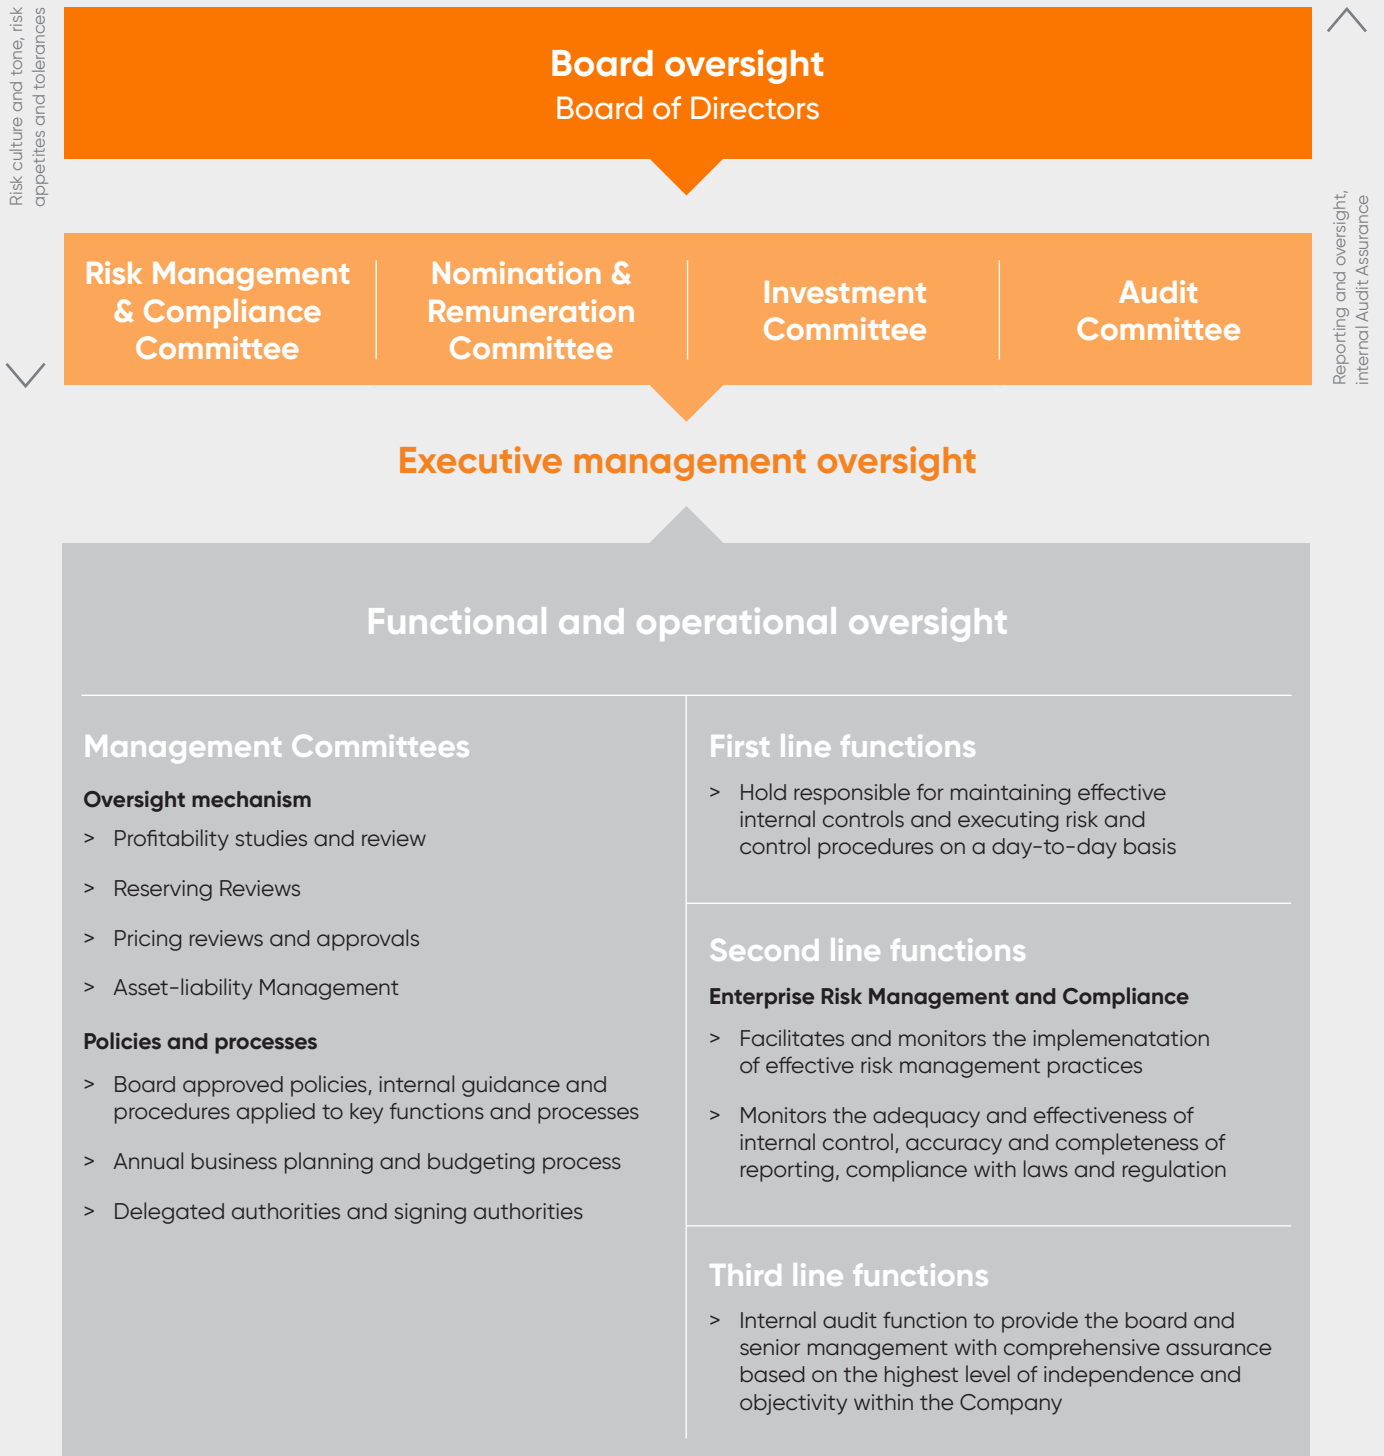 Risk culture and tone, risk
appetites and tolerances
Board oversight
Board of Directors
Reporting and oversight,
internal Audit Assurance
Risk Management
& Compliance
Committee
Nomination &
Remuneration
Committee
Investment
Committee
Audit
Committee
Executive management oversight
Functional and operational oversight
Management Committees
Oversight mechanism
> Profitability studies and review
> Reserving Reviews
> Pricing reviews and approvals
> Asset-liability Management
Policies and processes
> Board approved policies, internal guidance and
procedures applied to key functions and processes
> Annual business planning and budgeting process
> Delegated authorities and signing authorities
First line functions
> Hold responsible for maintaining effective
internal controls and executing risk and
control procedures on a day-to-day basis
Second line functions
Enterprise Risk Management and Compliance
> Facilitates and monitors the implemenatation
of effective risk management practices
> Monitors the adequacy and effectiveness of
internal control, accuracy and completeness of
reporting, compliance with laws and regulation
Third line functions
> Internal audit function to provide the board and
senior management with comprehensive assurance
based on the highest level of independence and
objectivity within the Company